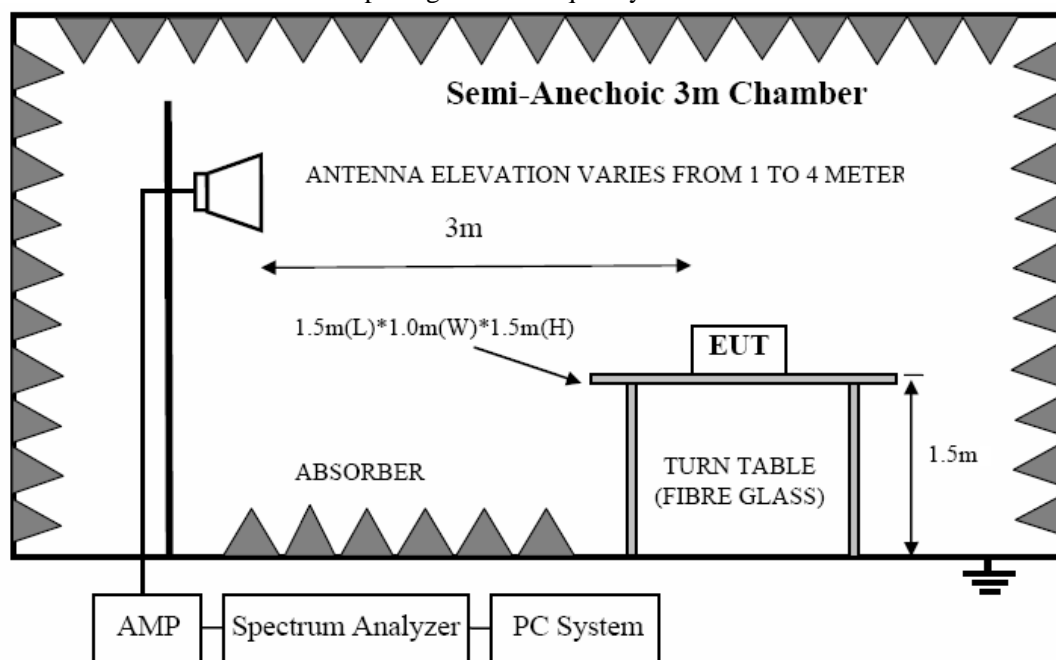 Semi-Anechoic 3m Chamber
ANTENNA ELEVATION VARIES FROM 1 TO 4 METER
3m
1.5m(L)*1.0m(W)*1.5m(H)
EUT
1.5m
ABSORBER
TURN TABLE
(FIBRE GLASS)
AMP
Spectrum Analyzer
PC System